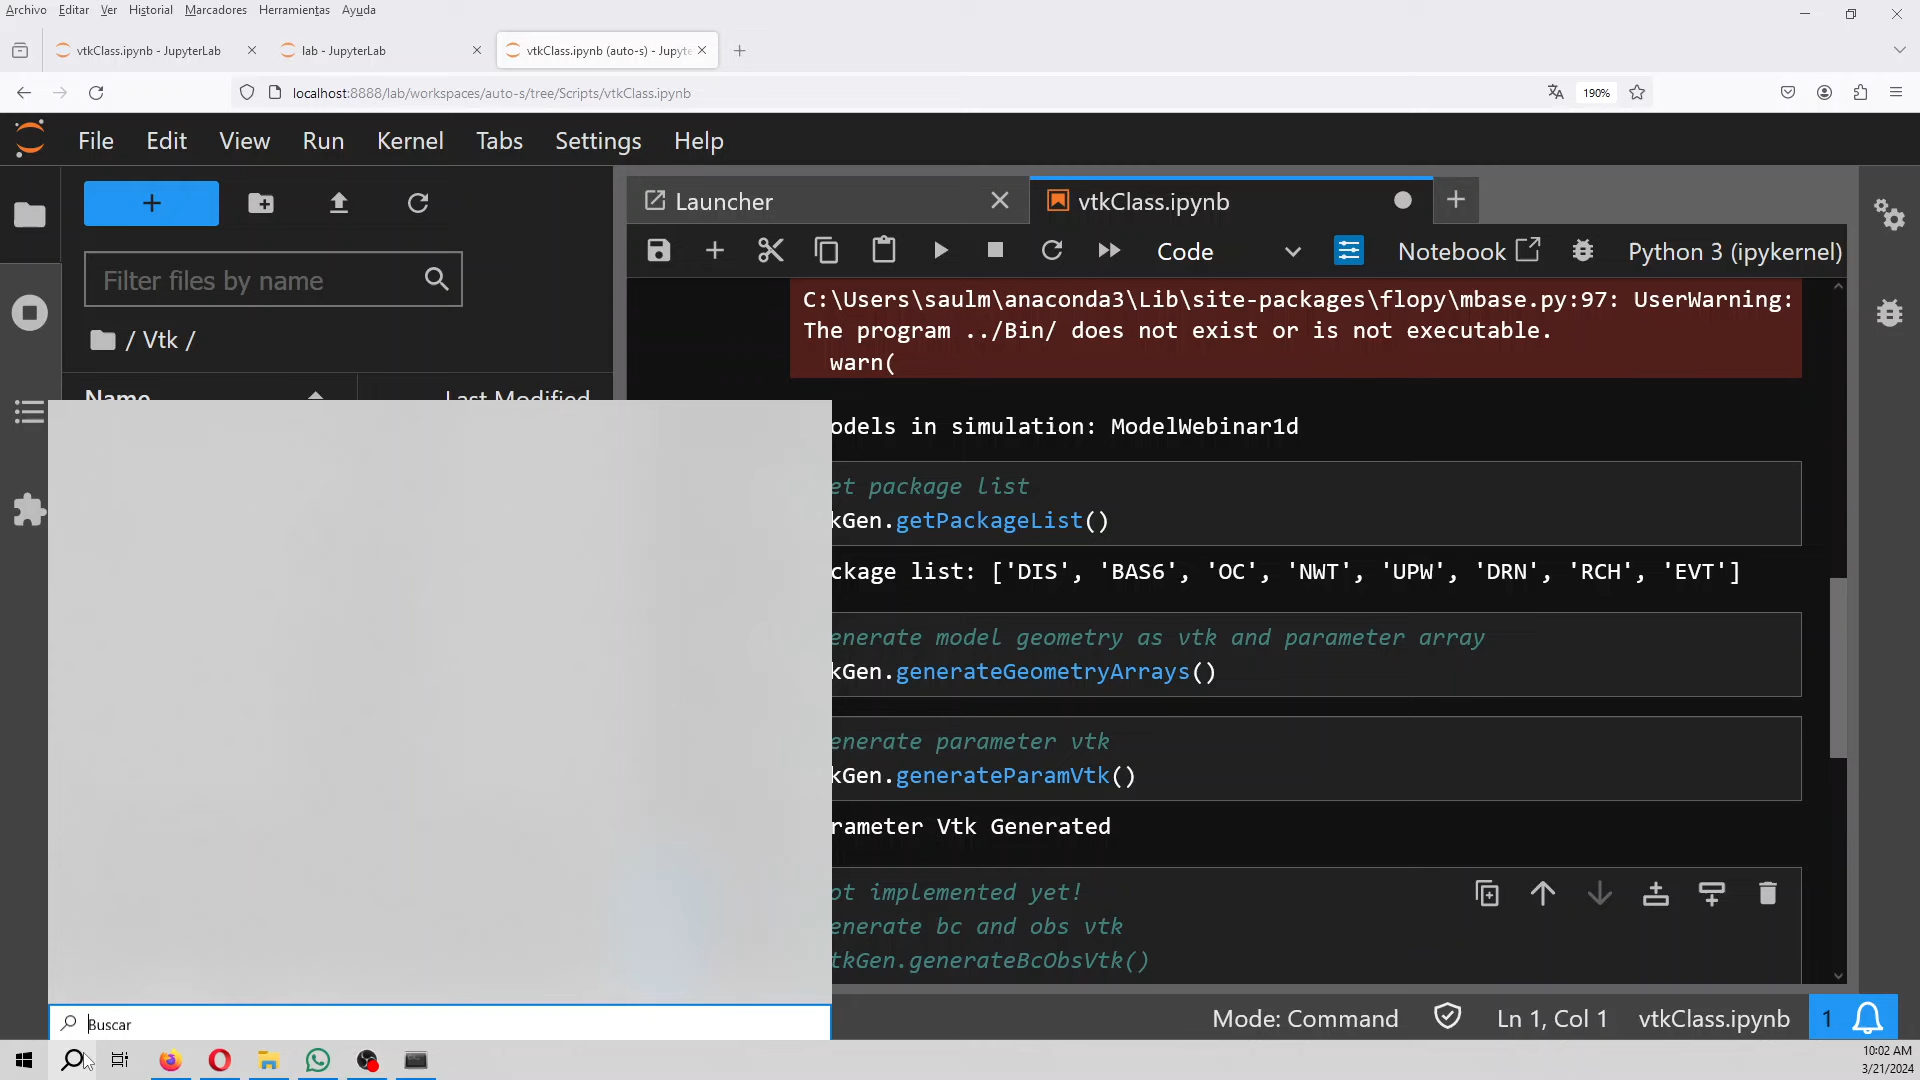 Archivo Editar Ver Historial Marcadores Herramientas Ayuda
vtkClass.ipynb - JupyterLab
lab - JupyterLab
vtkClass.ipynb (auto-s) - Jupyte
localhost:8888/lab/workspaces/auto-s/tree/Scripts/vtkClass.ipynb
190%
File Edit View Run Kernel Tabs Settings Help
Launcher
vtkClass.ipynb
Code
Notebook
Python 3 (ipykernel)
Filter files by name
/ Vtk /
Name
Last Modified
C:\Users\saulm\anaconda3\Lib\site-packages\flopy\mbase.py:97: UserWarning:
The program ../Bin/ does not exist or is not executable.
warn(
odels in simulation: ModelWebinar1d
et package list
kGen.getPackageList()
ckage list: ['DIS', 'BAS6', 'OC', 'NWT', 'UPW', 'DRN', 'RCH', 'EVT']
enerate model geometry as vtk and parameter array
kGen.generateGeometryArrays()
enerate parameter vtk
kGen.generateParamVtk()
rameter Vtk Generated
ot implemented yet!
enerate bc and obs vtk
tkGen.generateBcObsVtk()
Buscar
Mode: Command
Ln 1, Col 1
vtkClass.ipynb
1
10:02 AM
3/21/2024